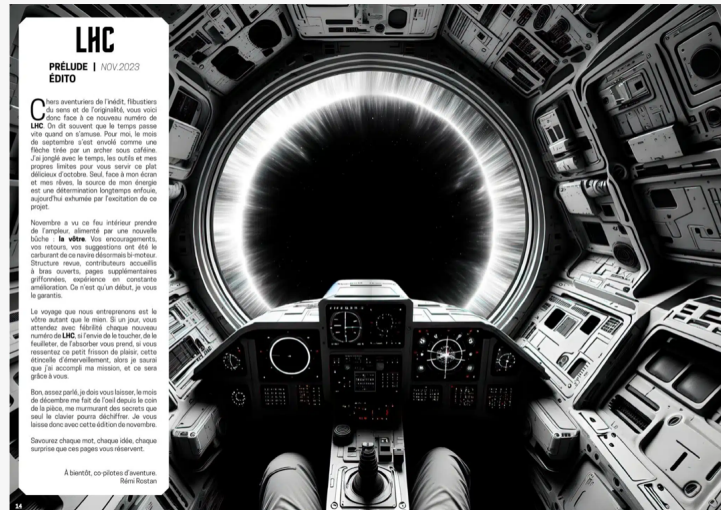 LHC
PRÉLUDE | NOV.2023
ÉDITO
Chers aventuriers de l'inédit, flibustiers
du sens et de l'originalité, vous voici
donc face à ce nouveau numéro de
LHC. On dit souvent que le temps passe
vite quand on s'amuse. Pour moi, le mois
de septembre s'est envolé comme une
flèche tirée par un archer sous caféine.
J'ai jonglé avec le temps, les outils et mes
propres limites pour vous servir ce plat
délicieux d'octobre. Seul, face à mon écran
et mes rêves, la source de mon énergie
est une détermination longtemps enfouie,
aujourd'hui exhumée par l'excitation de ce
projet.
Novembre a vu ce feu intérieur prendre
de l'ampleur, alimenté par une nouvelle
bûche : la vôtre. Vos encouragements,
vos retours, vos suggestions ont été le
carburant de ce navire désormais bi-moteur.
Structure revue, contributeurs accueillis
à bras ouverts, pages supplémentaires
griffonnées, expérience en constante
amélioration. Ce n'est qu'un début, je vous
le garantis.
Le voyage que nous entreprenons est le
vôtre autant que le mien. Si un jour, vous
attendez avec fébrilité chaque nouveau
numéro de LHC, si l'envie de le toucher, de le
feuilleter, de l'absorber vous prend, si vous
ressentez ce petit frisson de plaisir, cette
étincelle d'émerveillement, alors je saurai
que j'ai accompli ma mission, et ce sera
grâce à vous.
Bon, assez parlé, je dois vous laisser, le mois
de décembre me fait de l'œil depuis le coin
de la pièce, me murmurant des secrets que
seul le clavier pourra déchiffrer. Je vous
laisse donc avec cette édition de novembre.
Savourez chaque mot, chaque idée, chaque
surprise que ces pages vous réservent.
À bientôt, co-pilotes d'aventure.
Rémi Rostan
14